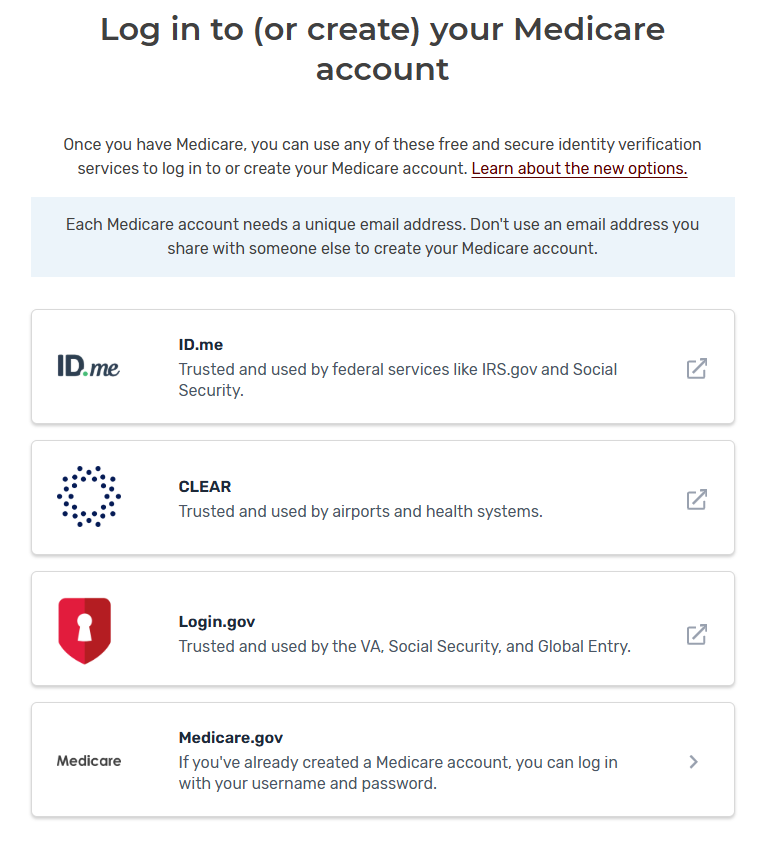 Log in to (or create) your Medicare
account
Once you have Medicare, you can use any of these free and secure identity verification
services to log in to or create your Medicare account. Learn about the new options.
Each Medicare account needs a unique email address. Don't use an email address you
share with someone else to create your Medicare account.
ID.me
ID.me
Trusted and used by federal services like IRS.gov and Social
Security.
CLEAR
Trusted and used by airports and health systems.
Login.gov
Trusted and used by the VA, Social Security, and Global Entry.
Medicare
Medicare.gov
If you've already created a Medicare account, you can log in
with your username and password.